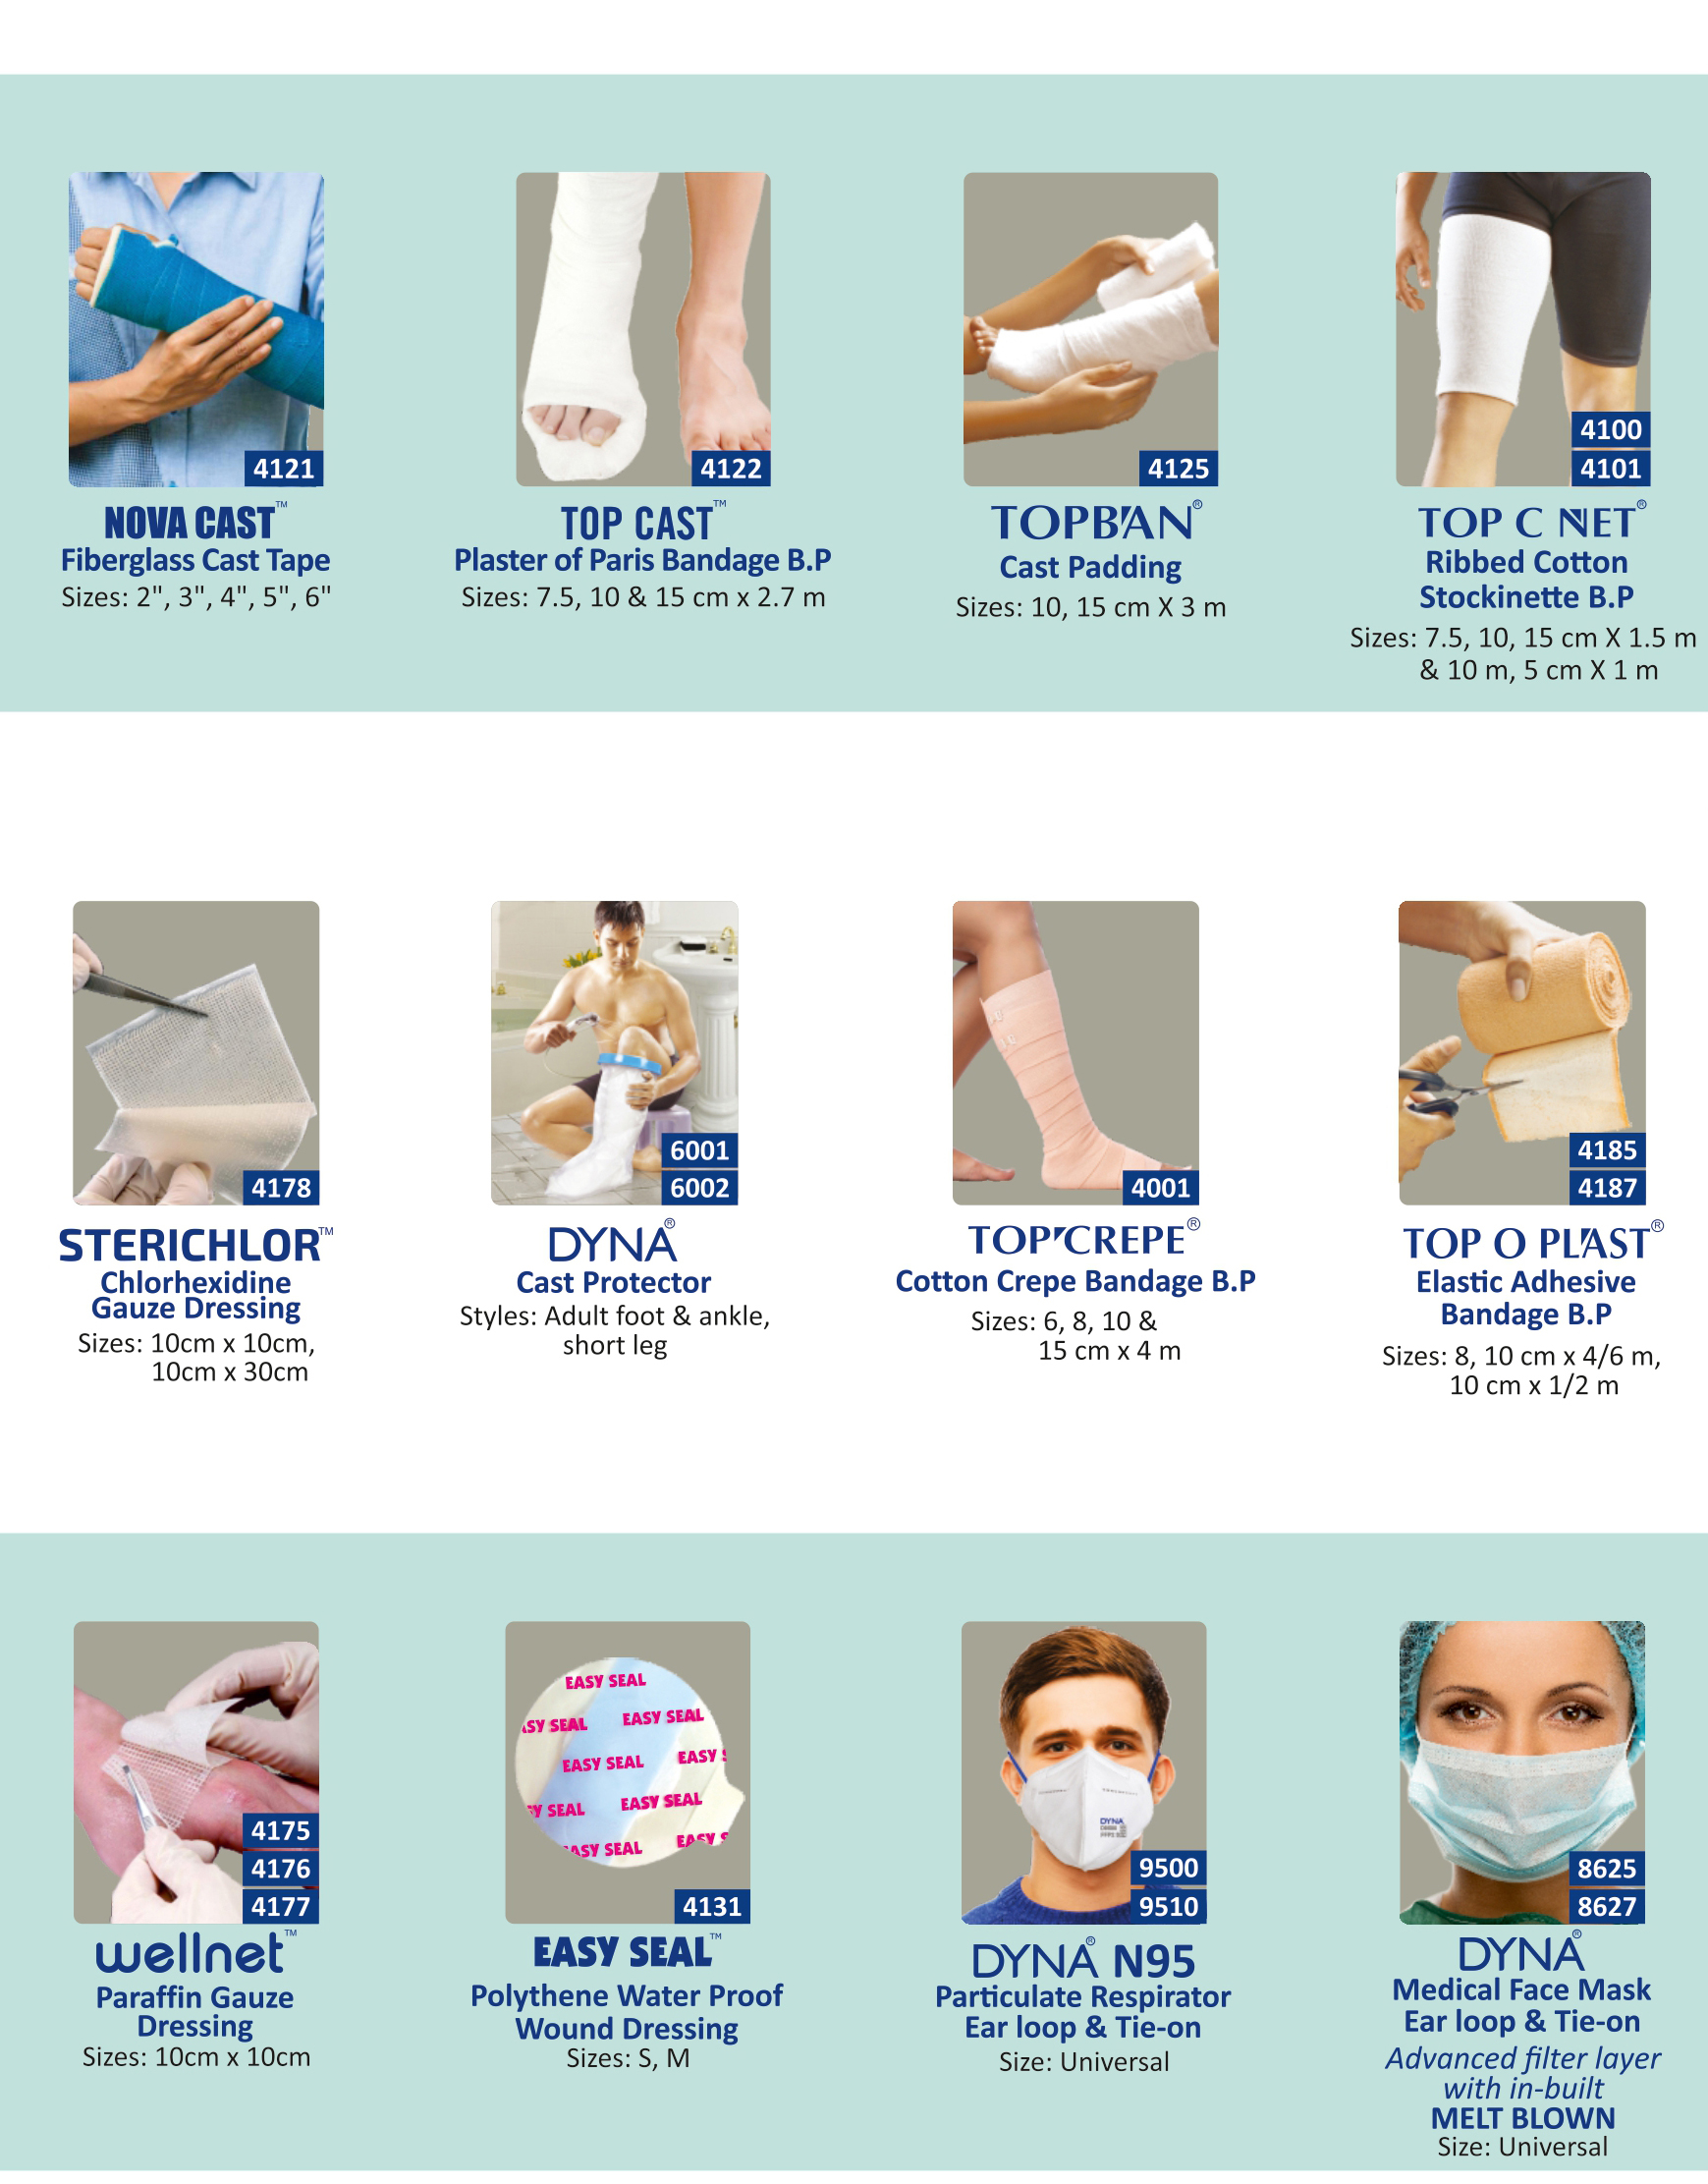 4121
NOVA CAST™
Fiberglass Cast Tape
Sizes: 2", 3", 4", 5", 6"
4122
TOP CAST™
Plaster of Paris Bandage B.P
Sizes: 7.5, 10 & 15 cm x 2.7 m
4125
TOPBAN®
Cast Padding
Sizes: 10, 15 cm X 3 m
4100
4101
TOP C NET®
Ribbed Cotton
Stockinette B.P
Sizes: 7.5, 10, 15 cm X 1.5 m
& 10 m, 5 cm X 1 m
4178
STERICHLOR™
Chlorhexidine
Gauze Dressing
Sizes: 10cm x 10cm,
10cm x 30cm
6001
6002
DYNA®
Cast Protector
Styles: Adult foot & ankle,
short leg
4001
TOP CREPE®
Cotton Crepe Bandage B.P
Sizes: 6, 8, 10 &
15 cm x 4 m
4185
4187
TOP O PLAST®
Elastic Adhesive
Bandage B.P
Sizes: 8, 10 cm x 4/6 m,
10 cm x 1/2 m
4175
4176
4177
wellnet™
Paraffin Gauze
Dressing
Sizes: 10cm x 10cm
EASY SEAL
ASY SEAL EASY SEAL
EASY SEAL EASY S
Y SEAL EASY SEAL
ASY SEAL EASY S
4131
EASY SEAL™
Polythene Water Proof
Wound Dressing
Sizes: S, M
DYNA
9500
9510
DYNA® N95
Particulate Respirator
Ear loop & Tie-on
Size: Universal
8625
8627
DYNA®
Medical Face Mask
Ear loop & Tie-on
Advanced filter layer
with in-built
MELT BLOWN
Size: Universal